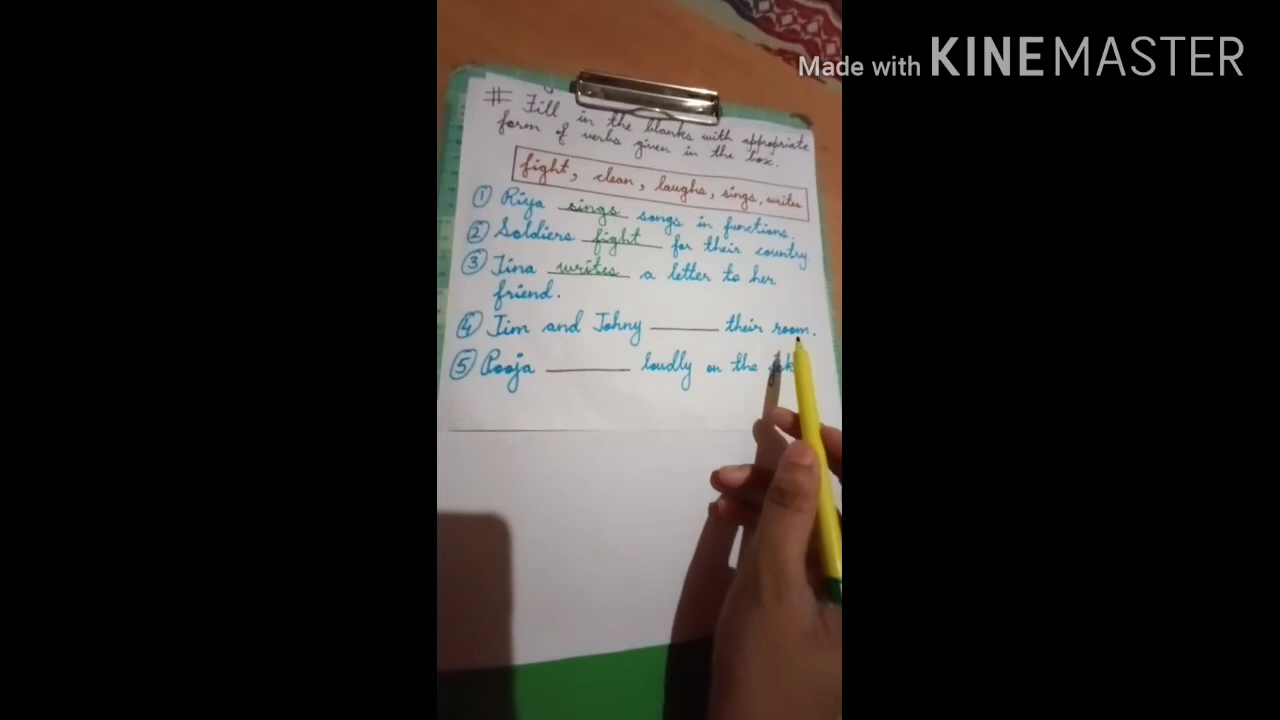 Made with KINEMASTER
# Fill in the blanks with appropriate
form of verbs given in the box.
fight, clean, laughs, sings, writes
① Riya sings songs in functions.
② Soldiers fight for their country
③ Tina writes a letter to her
friend.
④ Jim and Johny ______ their room.
⑤ Pooja ______ loudly on the